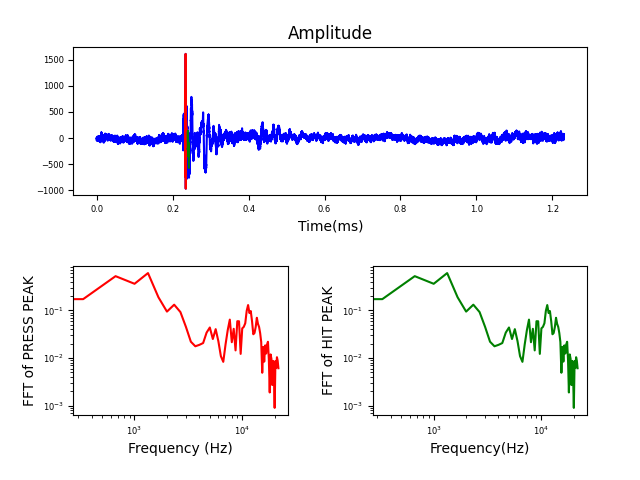 Amplitude
1500
1000
500
0
−500
−1000
0.0 0.2 0.4 0.6 0.8 1.0 1.2
Time(ms)
FFT of PRESS PEAK
10⁻¹
10⁻²
10⁻³
10³ 10⁴
Frequency (Hz)
FFT of HIT PEAK
10⁻¹
10⁻²
10⁻³
10³ 10⁴
Frequency(Hz)